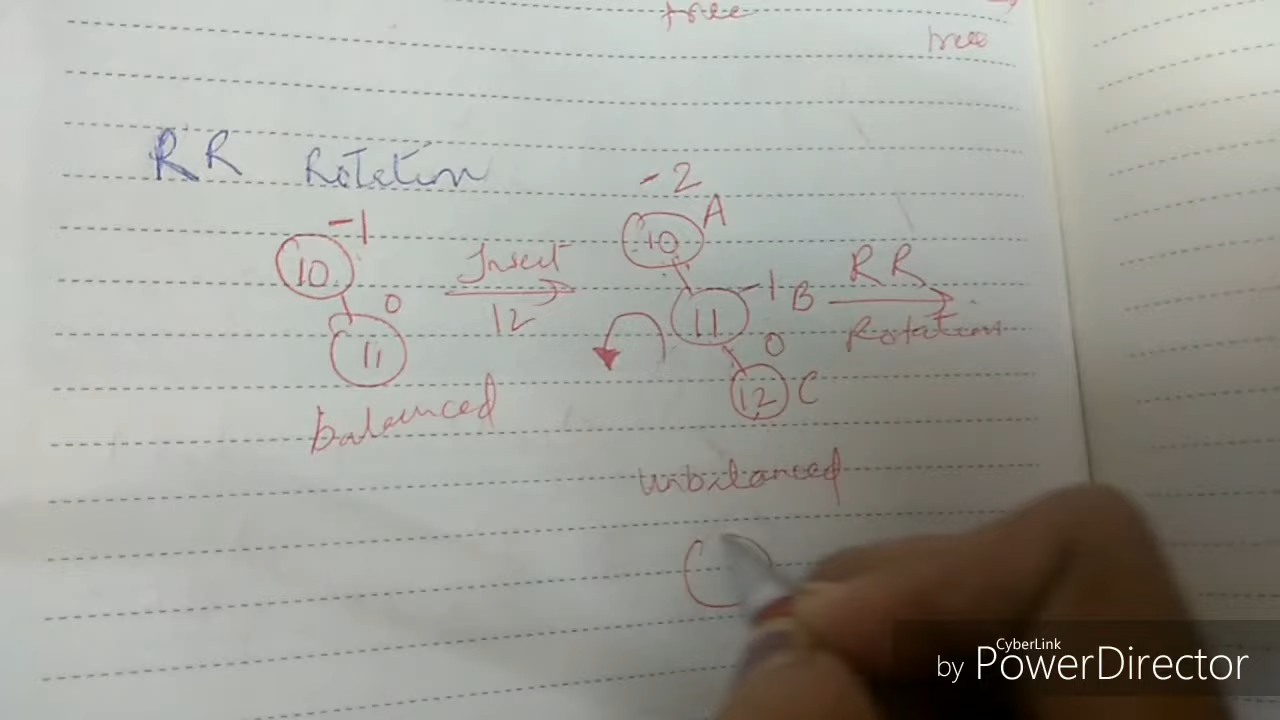 tree
tree
RR Rotation
-1
10
0
11
balanced
Insert
12
-2
10 A
-1
11 B
0
12 C
unbalanced
RR
Rotation
CyberLink
by PowerDirector